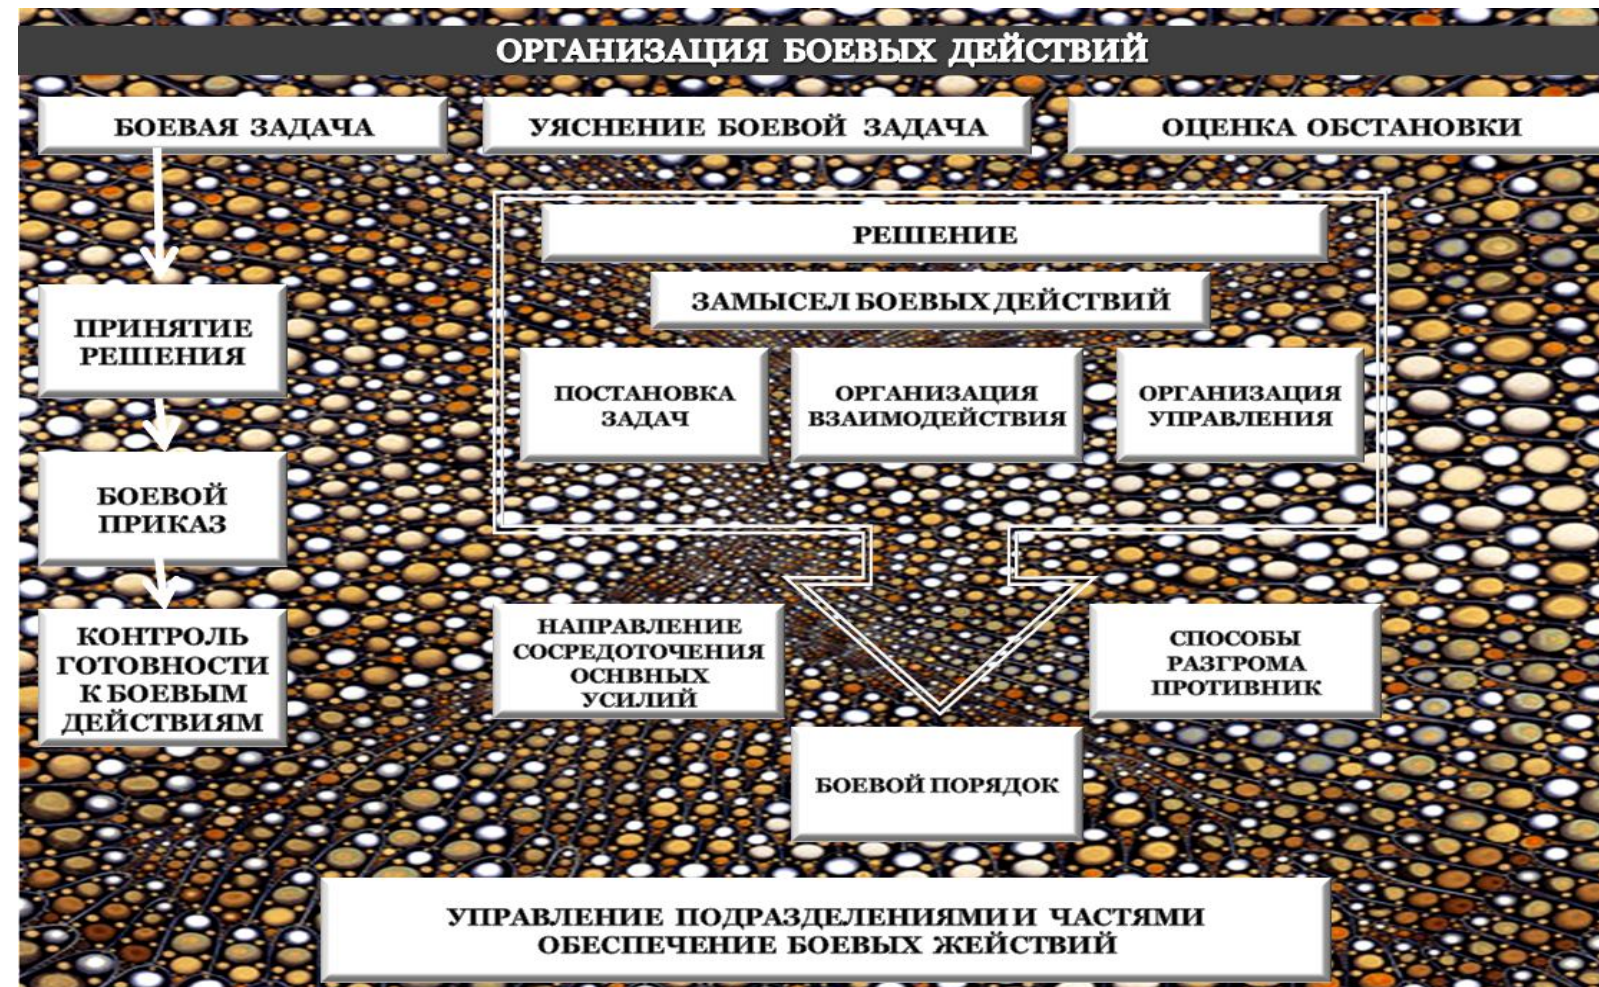 ОРГАНИЗАЦИЯ БОЕВЫХ ДЕЙСТВИЙ
БОЕВАЯ ЗАДАЧА
УЯСНЕНИЕ БОЕВОЙ ЗАДАЧА
ОЦЕНКА ОБСТАНОВКИ
РЕШЕНИЕ
ЗАМЫСЕЛ БОЕВЫХ ДЕЙСТВИЙ
ПРИНЯТИЕ
РЕШЕНИЯ
ПОСТАНОВКА
ЗАДАЧ
ОРГАНИЗАЦИЯ
ВЗАИМОДЕЙСТВИЯ
ОРГАНИЗАЦИЯ
УПРАВЛЕНИЯ
БОЕВОЙ
ПРИКАЗ
КОНТРОЛЬ
ГОТОВНОСТИ
К БОЕВЫМ
ДЕЙСТВИЯМ
НАПРАВЛЕНИЕ
СОСРЕДОТОЧЕНИЯ
ОСНВНЫХ
УСИЛИЙ
СПОСОБЫ
РАЗГРОМА
ПРОТИВНИК
БОЕВОЙ ПОРЯДОК
УПРАВЛЕНИЕ ПОДРАЗДЕЛЕНИЯМИ И ЧАСТЯМИ
ОБЕСПЕЧЕНИЕ БОЕВЫХ ЖЕЙСТВИЙ